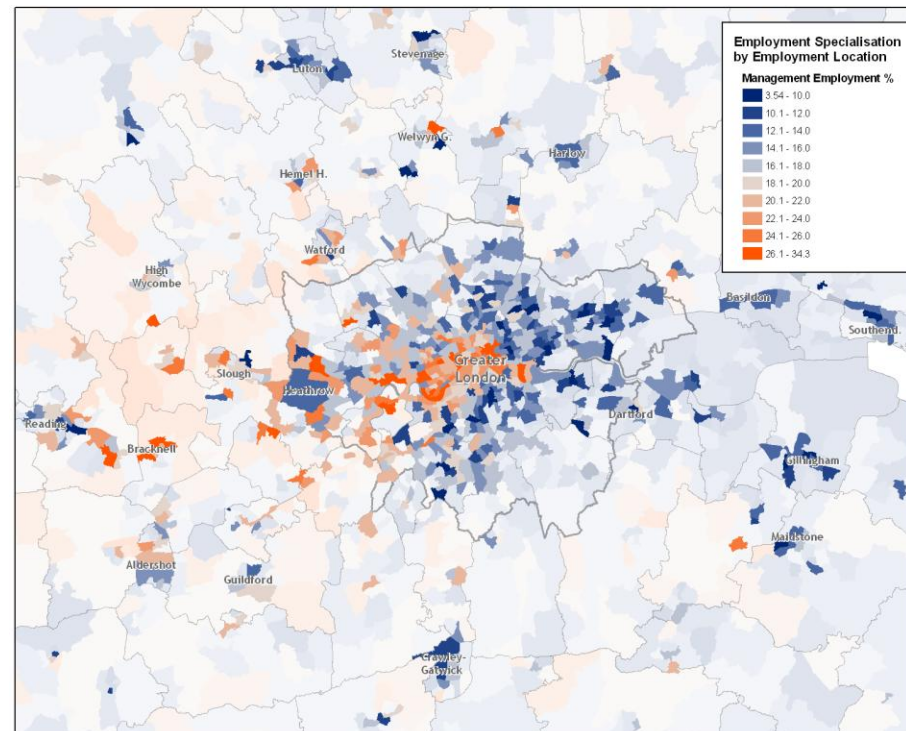 Employment Specialisation
by Employment Location
Management Employment %
3.54 - 10.0
10.1 - 12.0
12.1 - 14.0
14.1 - 16.0
16.1 - 18.0
18.1 - 20.0
20.1 - 22.0
22.1 - 24.0
24.1 - 26.0
26.1 - 34.3
Stevenage
Luton
Welwyn G.
Harlow
Hemel H.
Watford
High
Wycombe
Basildon
Southend.
Slough
Greater
London
Heathrow
Dartford
Reading
Bracknell
Gillingham
Maidstone
Aldershot
Guildford
Crawley-
Gatwick